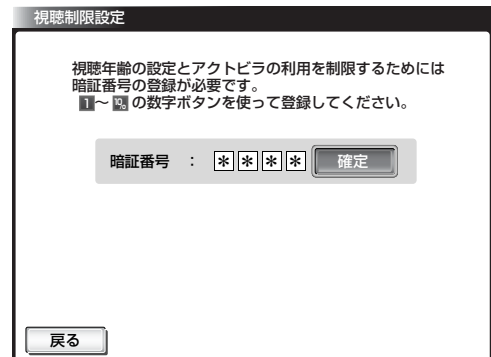 視聴制限設定
視聴年齢の設定とアクトビラの利用を制限するためには
暗証番号の登録が必要です。
1～10の数字ボタンを使って登録してください。
暗証番号 ： ＊＊＊＊ 確定
戻る